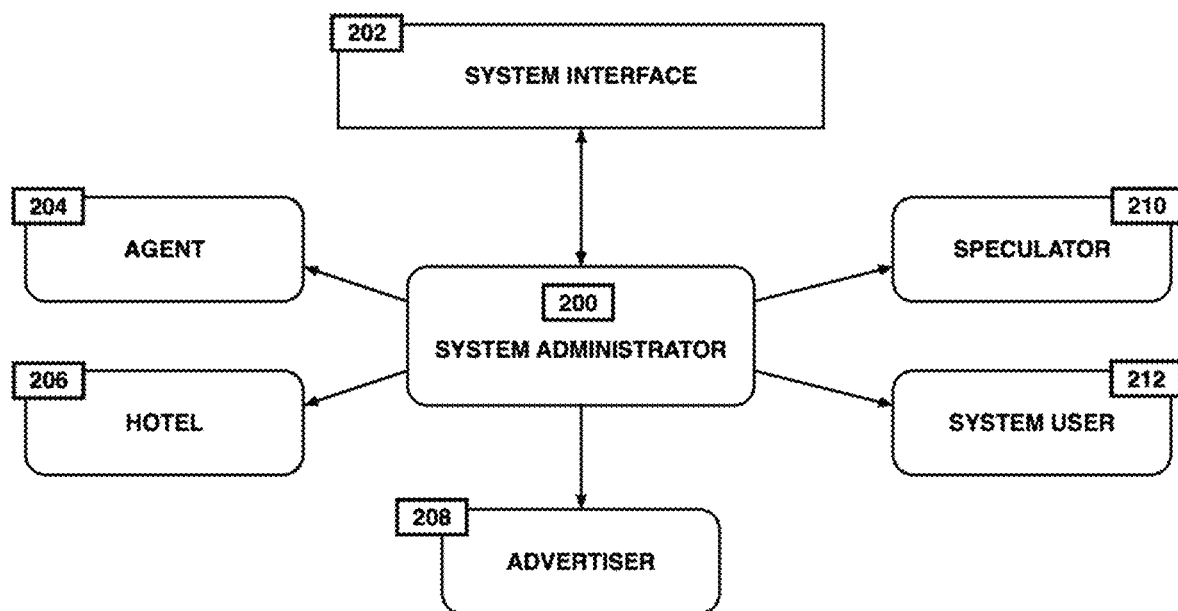 202
SYSTEM INTERFACE
204
AGENT
210
SPECULATOR
200
SYSTEM ADMINISTRATOR
206
HOTEL
212
SYSTEM USER
208
ADVERTISER